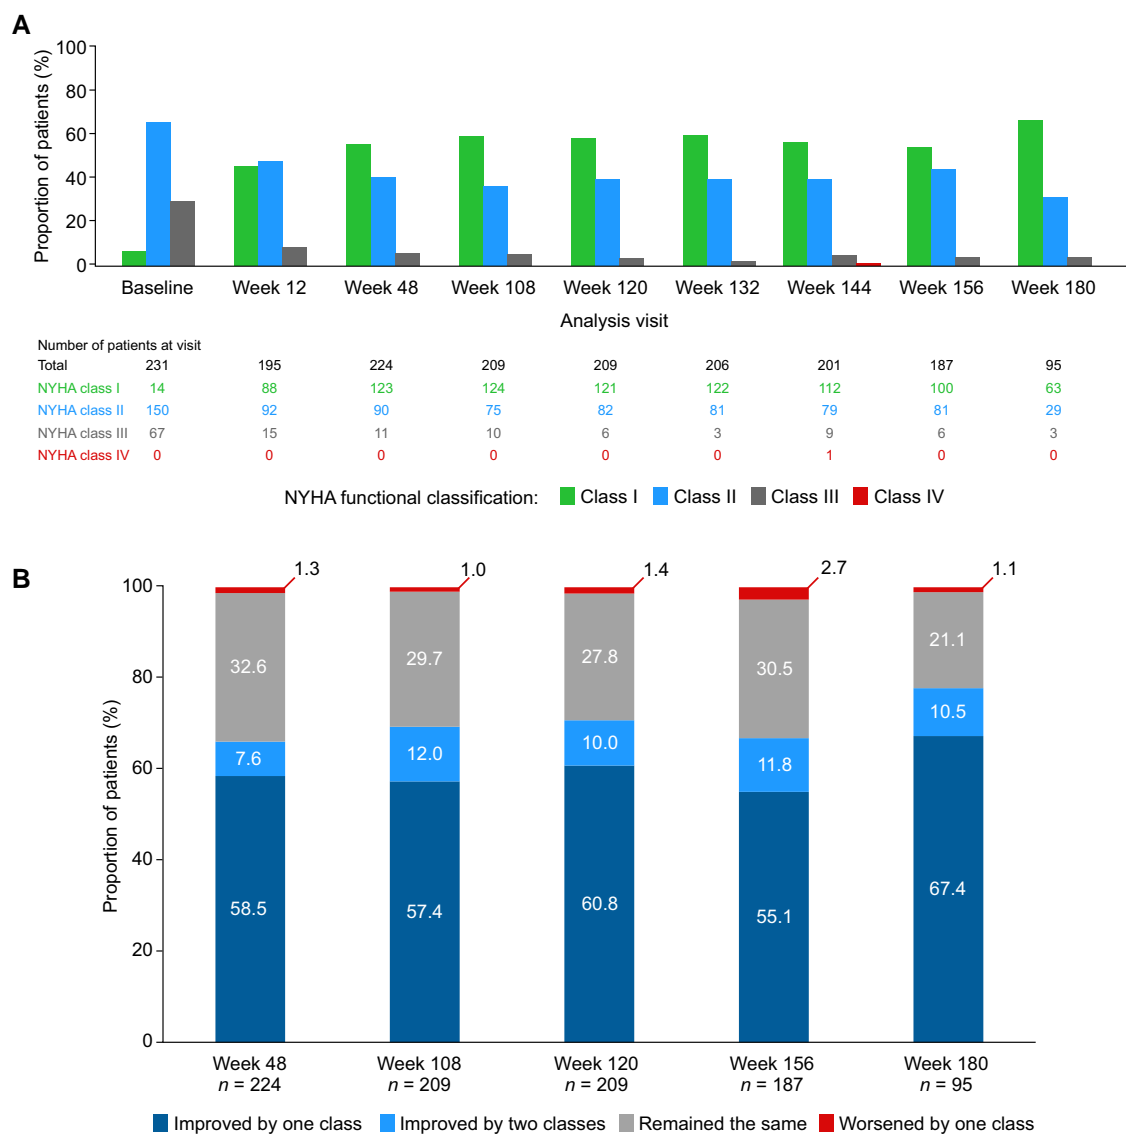 A
Proportion of patients (%)
100
80
60
40
20
0
Baseline Week 12 Week 48 Week 108 Week 120 Week 132 Week 144 Week 156 Week 180
Analysis visit
Number of patients at visit
Total 231 195 224 209 209 206 201 187 95
NYHA class I 14 88 123 124 121 122 112 100 63
NYHA class II 150 92 90 75 82 81 79 81 29
NYHA class III 67 15 11 10 6 3 9 6 3
NYHA class IV 0 0 0 0 0 0 1 0 0
NYHA functional classification: Class I Class II Class III Class IV
B
Proportion of patients (%)
100
80
60
40
20
0
1.3 1.0 1.4 2.7 1.1
32.6 29.7 27.8 30.5 21.1
7.6 12.0 10.0 11.8 10.5
58.5 57.4 60.8 55.1 67.4
Week 48 Week 108 Week 120 Week 156 Week 180
n = 224 n = 209 n = 209 n = 187 n = 95
Improved by one class Improved by two classes Remained the same Worsened by one class